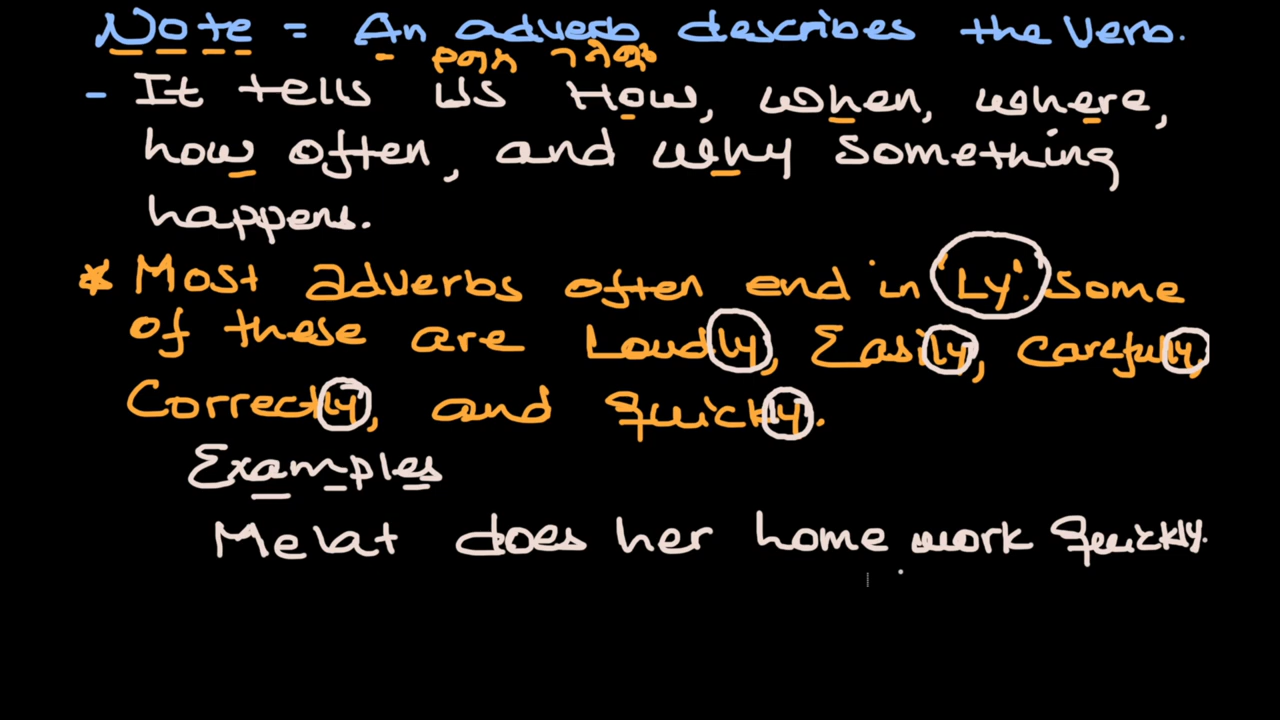 Note = An adverb describes the Verb.
- It tells us How, when, where,
how often, and why Something
happens.
* Most adverbs often end in 'Ly'. Some
of these are Loudly, Easily, Carefully,
Correctly, and quickly.
Examples
Melat does her home work quickly.